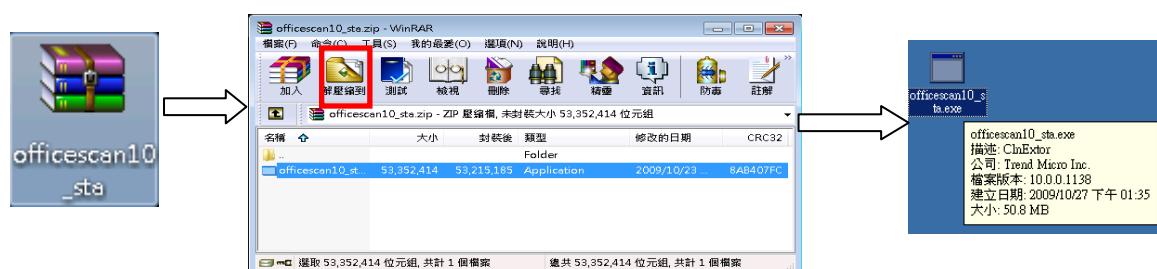 officescan10
_sta
officescan10_sta.zip - WinRAR
檔案(F) 命令(C) 工具(S) 我的最愛(O) 選項(N) 說明(H)
加入 解壓縮到 測試 檢視 刪除 尋找 精靈 資訊 防毒 註解
officescan10_sta.zip - ZIP 壓縮檔, 未封裝大小 53,352,414 位元組
名稱 大小 封裝後 類型 修改的日期 CRC32
.. Folder
officescan10_st... 53,352,414 53,215,185 Application 2009/10/23 ... 8AB407FC
選取 53,352,414 位元組, 共計 1 個檔案 總共 53,352,414 位元組, 共計 1 個檔案
officescan10_s
ta.exe
officescan10_sta.exe
描述: ClnExtor
公司: Trend Micro Inc.
檔案版本: 10.0.0.1138
建立日期: 2009/10/27 下午 01:35
大小: 50.8 MB